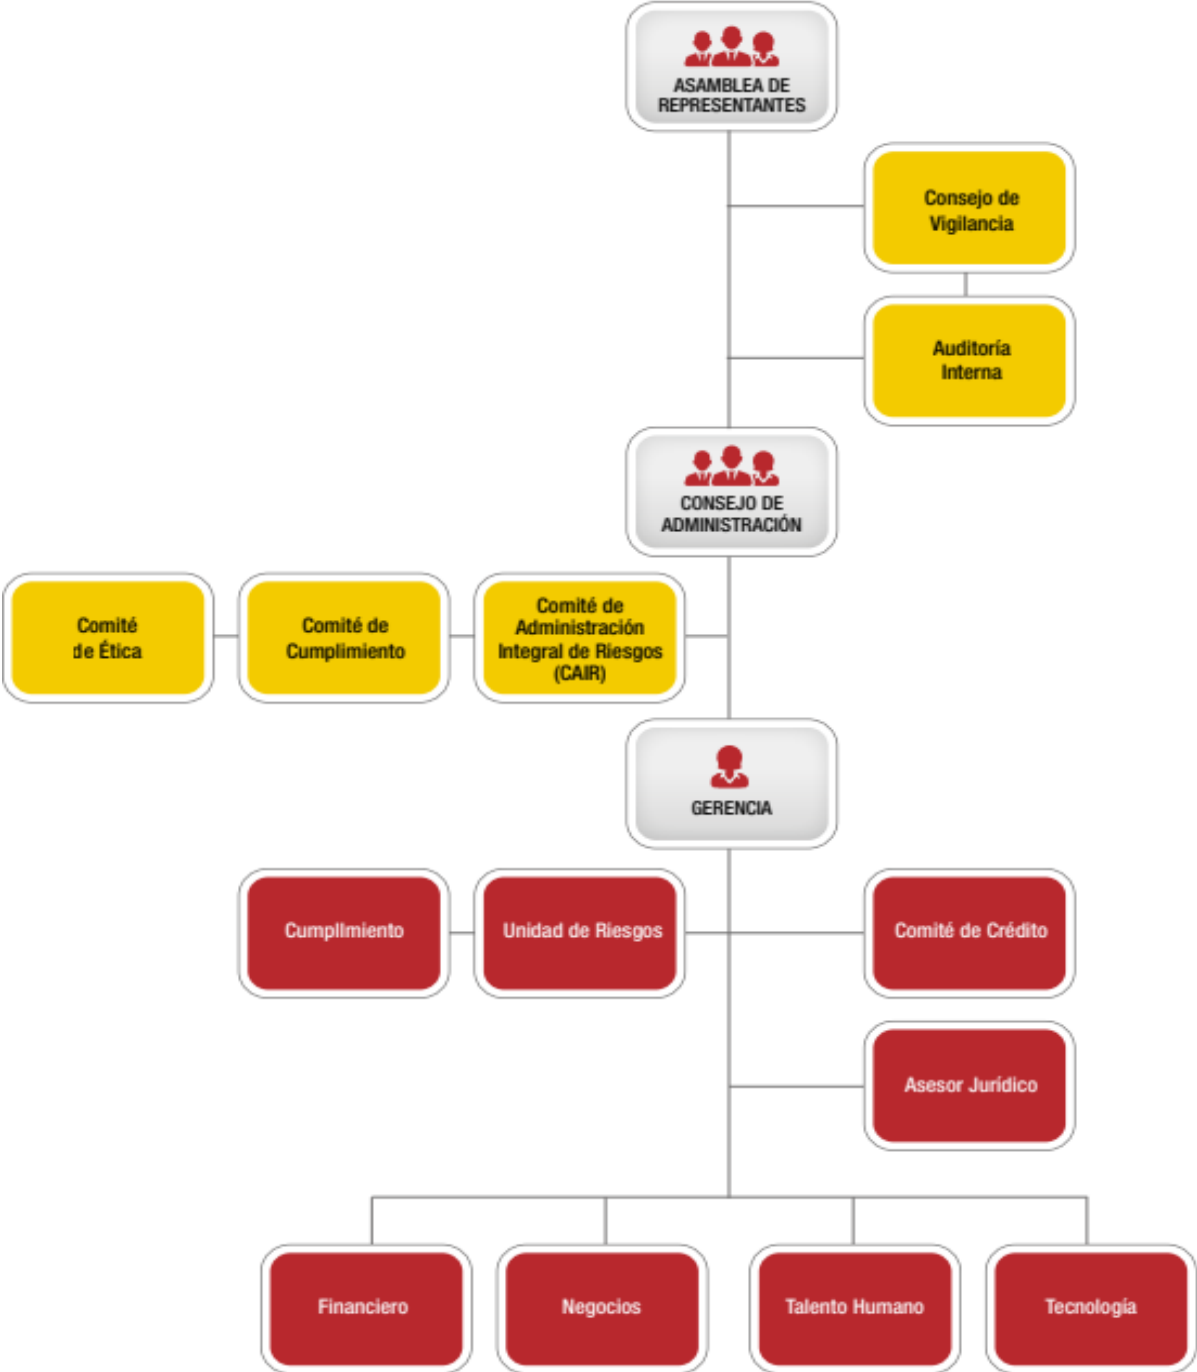 ASAMBLEA DE
REPRESENTANTES
Consejo de
Vigilancia
Auditoría
Interna
CONSEJO DE
ADMINISTRACIÓN
Comité
de Ética
Comité de
Cumplimiento
Comité de
Administración
Integral de Riesgos
(CAIR)
GERENCIA
Cumplimiento
Unidad de Riesgos
Comité de Crédito
Asesor Jurídico
Financiero
Negocios
Talento Humano
Tecnología